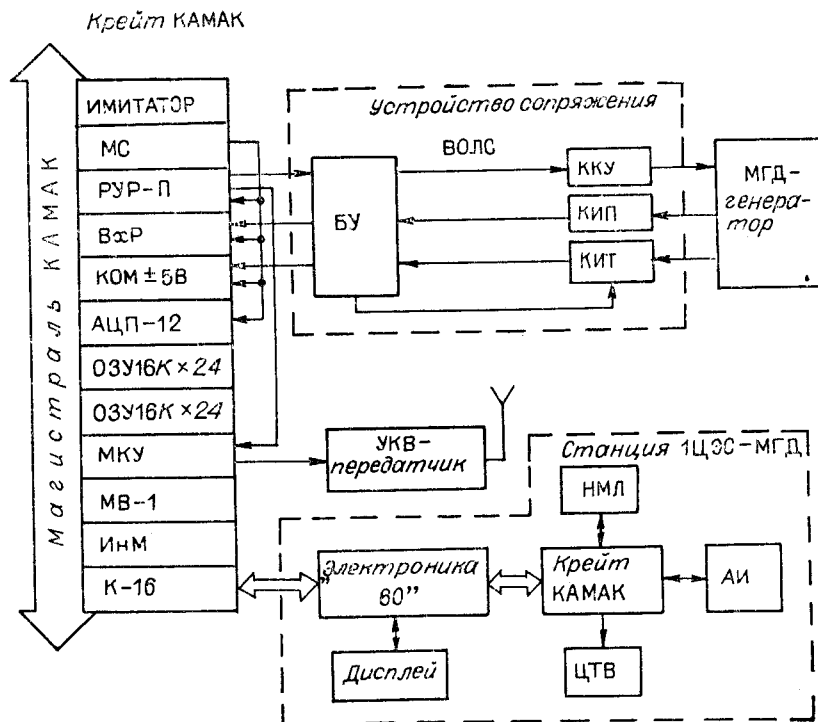 Крейт КАМАК
Магистраль КАМАК
ИМИТАТОР
МС
РУР-П
ВхР
КОМ ± 5В
АЦП-12
ОЗУ16К × 24
ОЗУ16К × 24
МКУ
МВ-1
ИнМ
К-16
Устройство сопряжения
ВОЛС
БУ
ККУ
КИП
КИТ
МГД-
генера-
тор
УКВ-
передатчик
Станция 1ЦЭС-МГД
НМЛ
„Электроника
60”
Крейт
КАМАК
АИ
Дисплей
ЦТВ